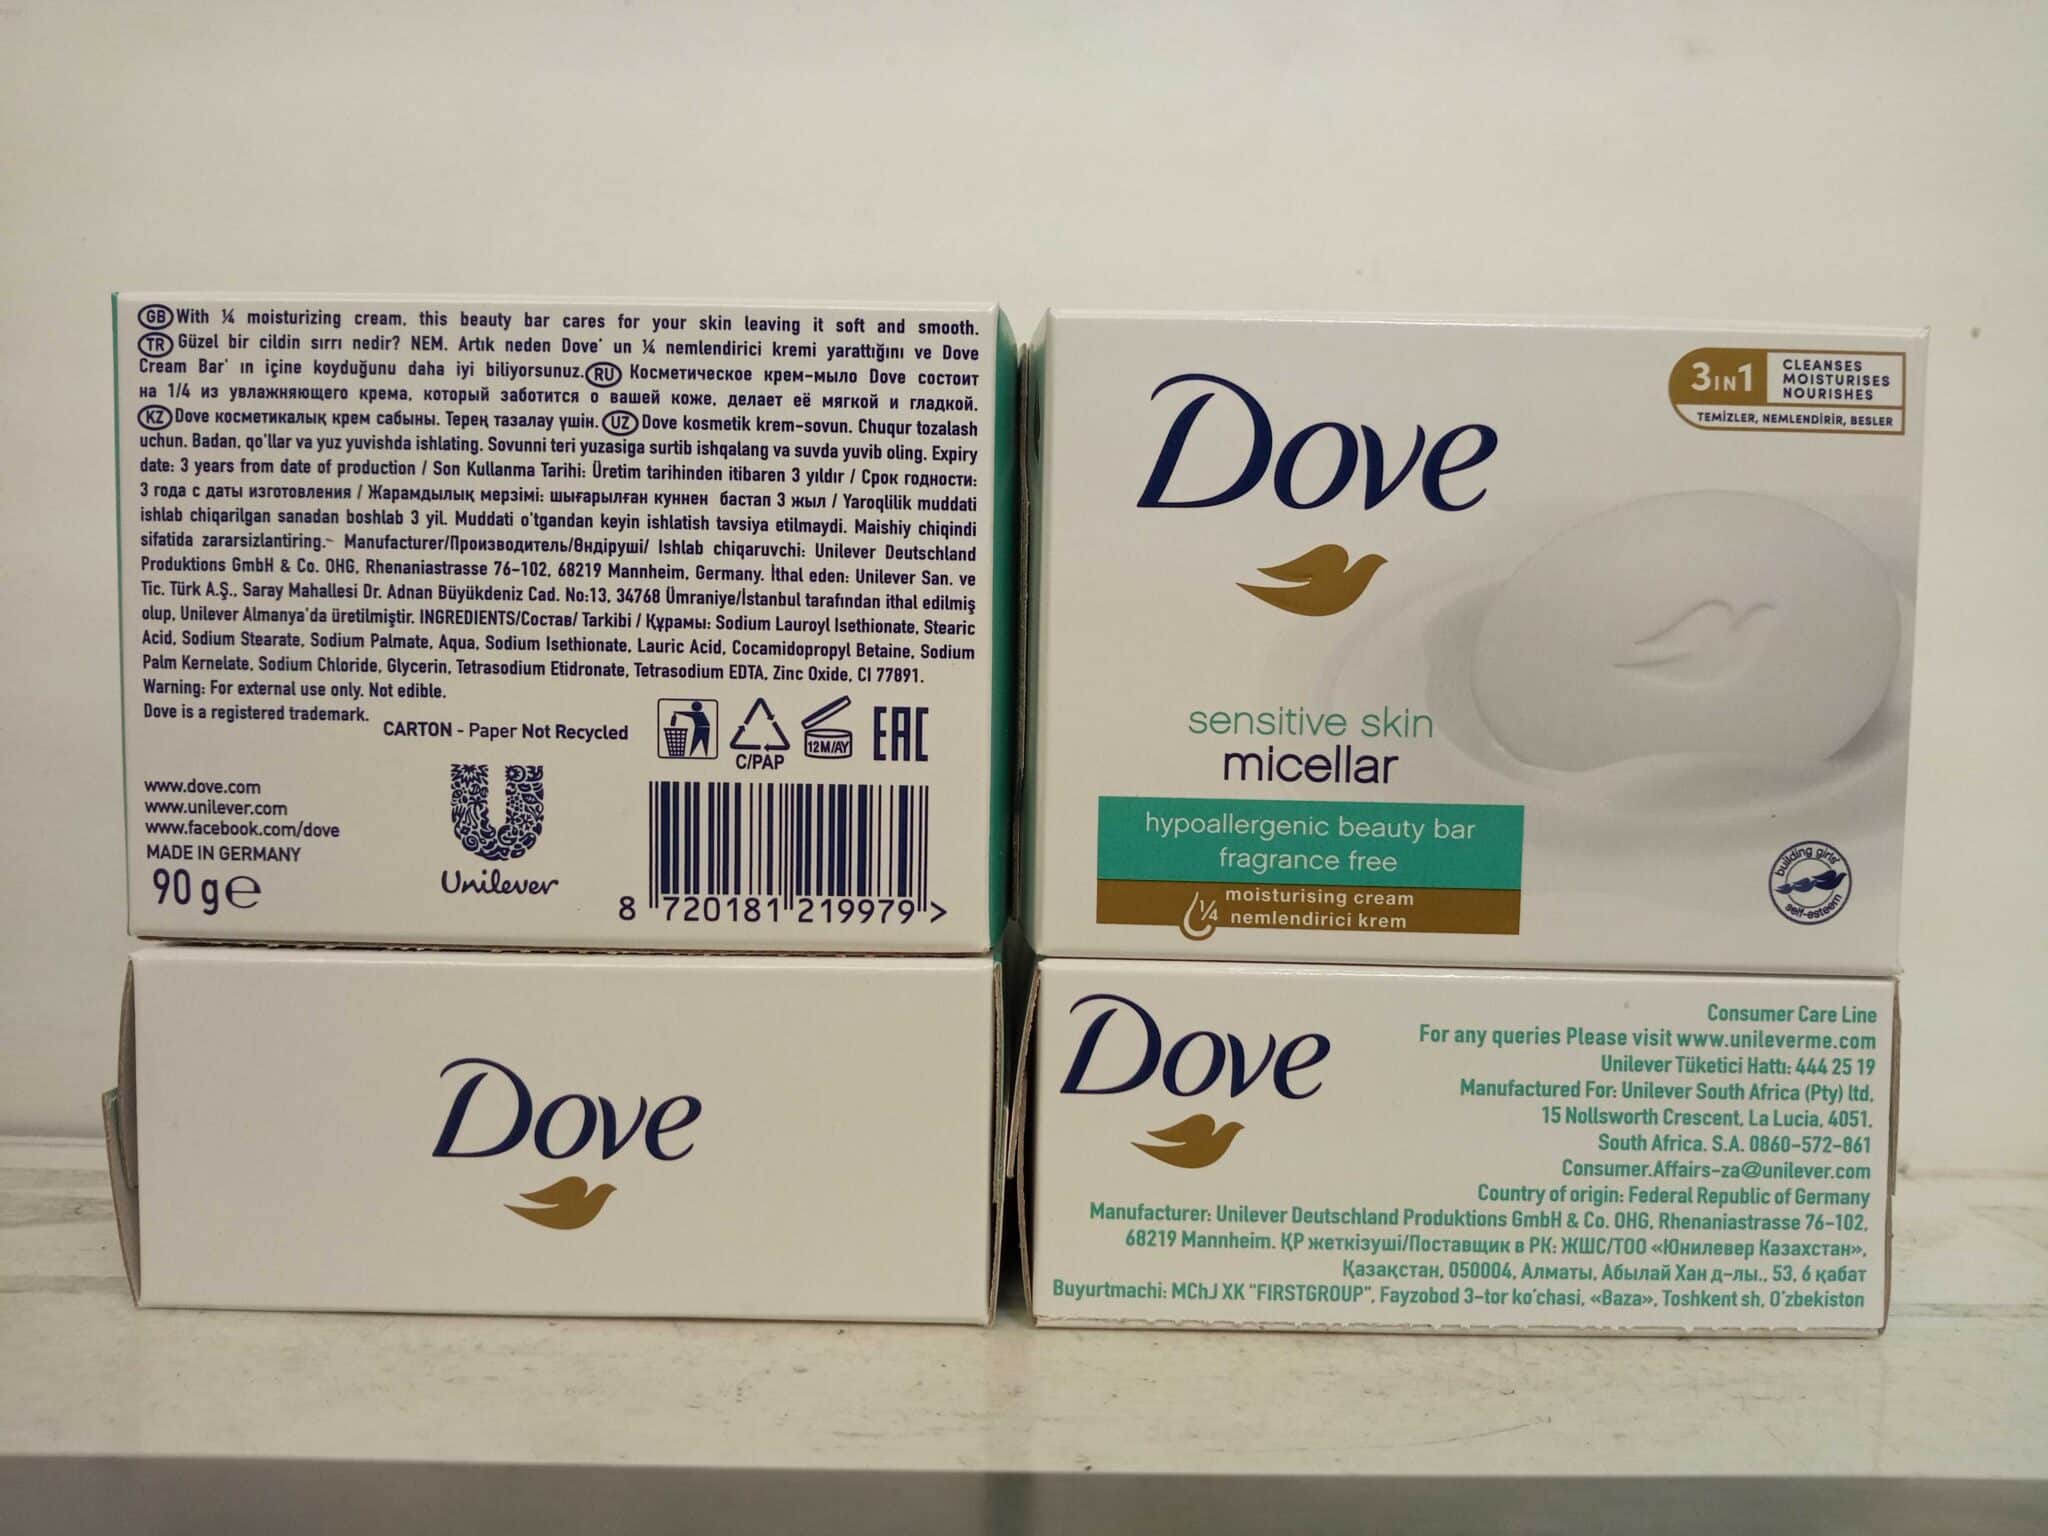 GB With ¼ moisturizing cream, this beauty bar cares for your skin leaving it soft and smooth.
TR Güzel bir cildin sırrı nedir? NEM. Artık neden Dove' un ¼ nemlendirici kremi yarattığını ve Dove
Cream Bar' ın içine koyduğunu daha iyi biliyorsunuz. RU Косметическое крем-мыло Dove состоит
на 1/4 из увлажняющего крема, который заботится о вашей коже, делает её мягкой и гладкой.
KZ Dove косметикалық крем сабыны. Терең тазалау үшін. UZ Dove kosmetik krem-sovun. Chuqur tozalash
uchun. Badan, qo'llar va yuz yuvishda ishlating. Sovunni teri yuzasiga surtib ishqalang va suvda yuvib oling. Expiry
date: 3 years from date of production / Son Kullanma Tarihi: Üretim tarihinden itibaren 3 yıldır / Срок годности:
3 года с даты изготовления / Жарамдылық мерзімі: шығарылған куннен бастап 3 жыл / Yaroqlilik muddati
ishlab chiqarilgan sanadan boshlab 3 yil. Muddati o'tgandan keyin ishlatish tavsiya etilmaydi. Maishiy chiqindi
sifatida zararsizlantiring.~ Manufacturer/Производитель/Өндіруші/ Ishlab chiqaruvchi: Unilever Deutschland
Produktions GmbH & Co. OHG, Rhenaniastrasse 76-102, 68219 Mannheim, Germany. İthal eden: Unilever San. ve
Tic. Türk A.Ş., Saray Mahallesi Dr. Adnan Büyükdeniz Cad. No:13, 34768 Ümraniye/İstanbul tarafından ithal edilmiş
olup, Unilever Almanya'da üretilmiştir. INGREDIENTS/Состав/ Tarkibi / Құрамы: Sodium Lauroyl Isethionate, Stearic
Acid, Sodium Stearate, Sodium Palmate, Aqua, Sodium Isethionate, Lauric Acid, Cocamidopropyl Betaine, Sodium
Palm Kernelate, Sodium Chloride, Glycerin, Tetrasodium Etidronate, Tetrasodium EDTA, Zinc Oxide, CI 77891.
Warning: For external use only. Not edible.
Dove is a registered trademark.
CARTON - Paper Not Recycled
C/PAP
12M/AY
EAC
www.dove.com
www.unilever.com
www.facebook.com/dove
MADE IN GERMANY
90 g e
Unilever
8 720181 219979 >
3 IN 1
CLEANSES
MOISTURISES
NOURISHES
TEMİZLER, NEMLENDİRİR, BESLER
Dove
sensitive skin
micellar
hypoallergenic beauty bar
fragrance free
¼ moisturising cream
nemlendirici krem
building girls'
self-esteem
Dove
Dove
Consumer Care Line
For any queries Please visit www.unileverme.com
Unilever Tüketici Hattı: 444 25 19
Manufactured For: Unilever South Africa (Pty) ltd,
15 Nollsworth Crescent, La Lucia, 4051,
South Africa. S.A. 0860-572-861
Consumer.Affairs-za@unilever.com
Country of origin: Federal Republic of Germany
Manufacturer: Unilever Deutschland Produktions GmbH & Co. OHG, Rhenaniastrasse 76-102,
68219 Mannheim. ҚР жеткізуші/Поставщик в РК: ЖШС/ТОО «Юнилевер Казахстан»,
Қазақстан, 050004, Алматы, Абылай Хан д-лы., 53, 6 қабат
Buyurtmachi: MChJ XK "FIRSTGROUP", Fayzobod 3-tor ko'chasi, «Baza», Toshkent sh, O'zbekiston